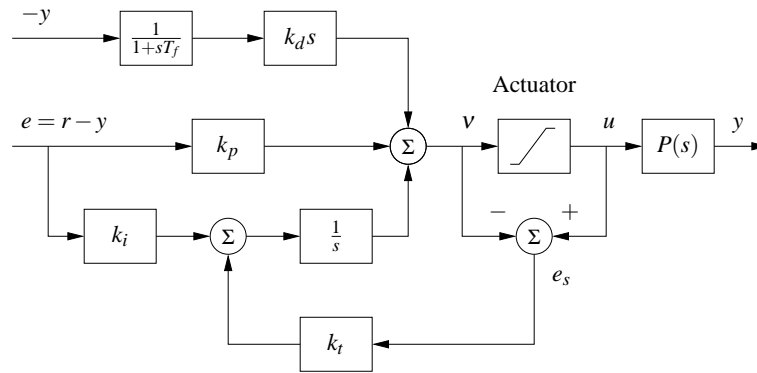 −y
1/(1+sT_f)
k_d s
Actuator
e = r − y
k_p
Σ
ν
u
P(s)
y
k_i
Σ
1/s
−
+
Σ
e_s
k_t